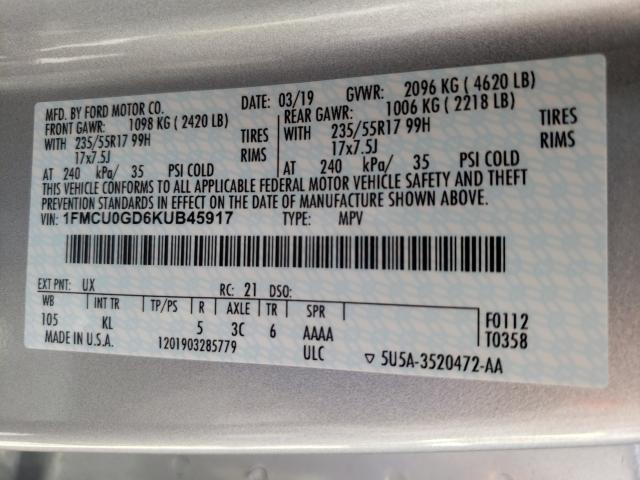 MFD. BY FORD MOTOR CO. DATE: 03/19 GVWR: 2096 KG ( 4620 LB)
FRONT GAWR: 1098 KG ( 2420 LB) REAR GAWR: 1006 KG ( 2218 LB)
WITH 235/55R17 99H TIRES WITH 235/55R17 99H TIRES
17x7.5J RIMS 17x7.5J RIMS
AT 240 kPa/ 35 PSI COLD AT 240 kPa/ 35 PSI COLD
THIS VEHICLE CONFORMS TO ALL APPLICABLE FEDERAL MOTOR VEHICLE SAFETY AND THEFT
PREVENTION STANDARDS IN EFFECT ON THE DATE OF MANUFACTURE SHOWN ABOVE.
VIN: 1FMCU0GD6KUB45917 TYPE: MPV
EXT PNT: UX RC: 21 DSO:
WB INT TR TP/PS R AXLE TR SPR
105 KL 5 3C 6 AAAA F0112
MADE IN U.S.A. 1201903285779 ULC T0358
▽ 5U5A-3520472-AA